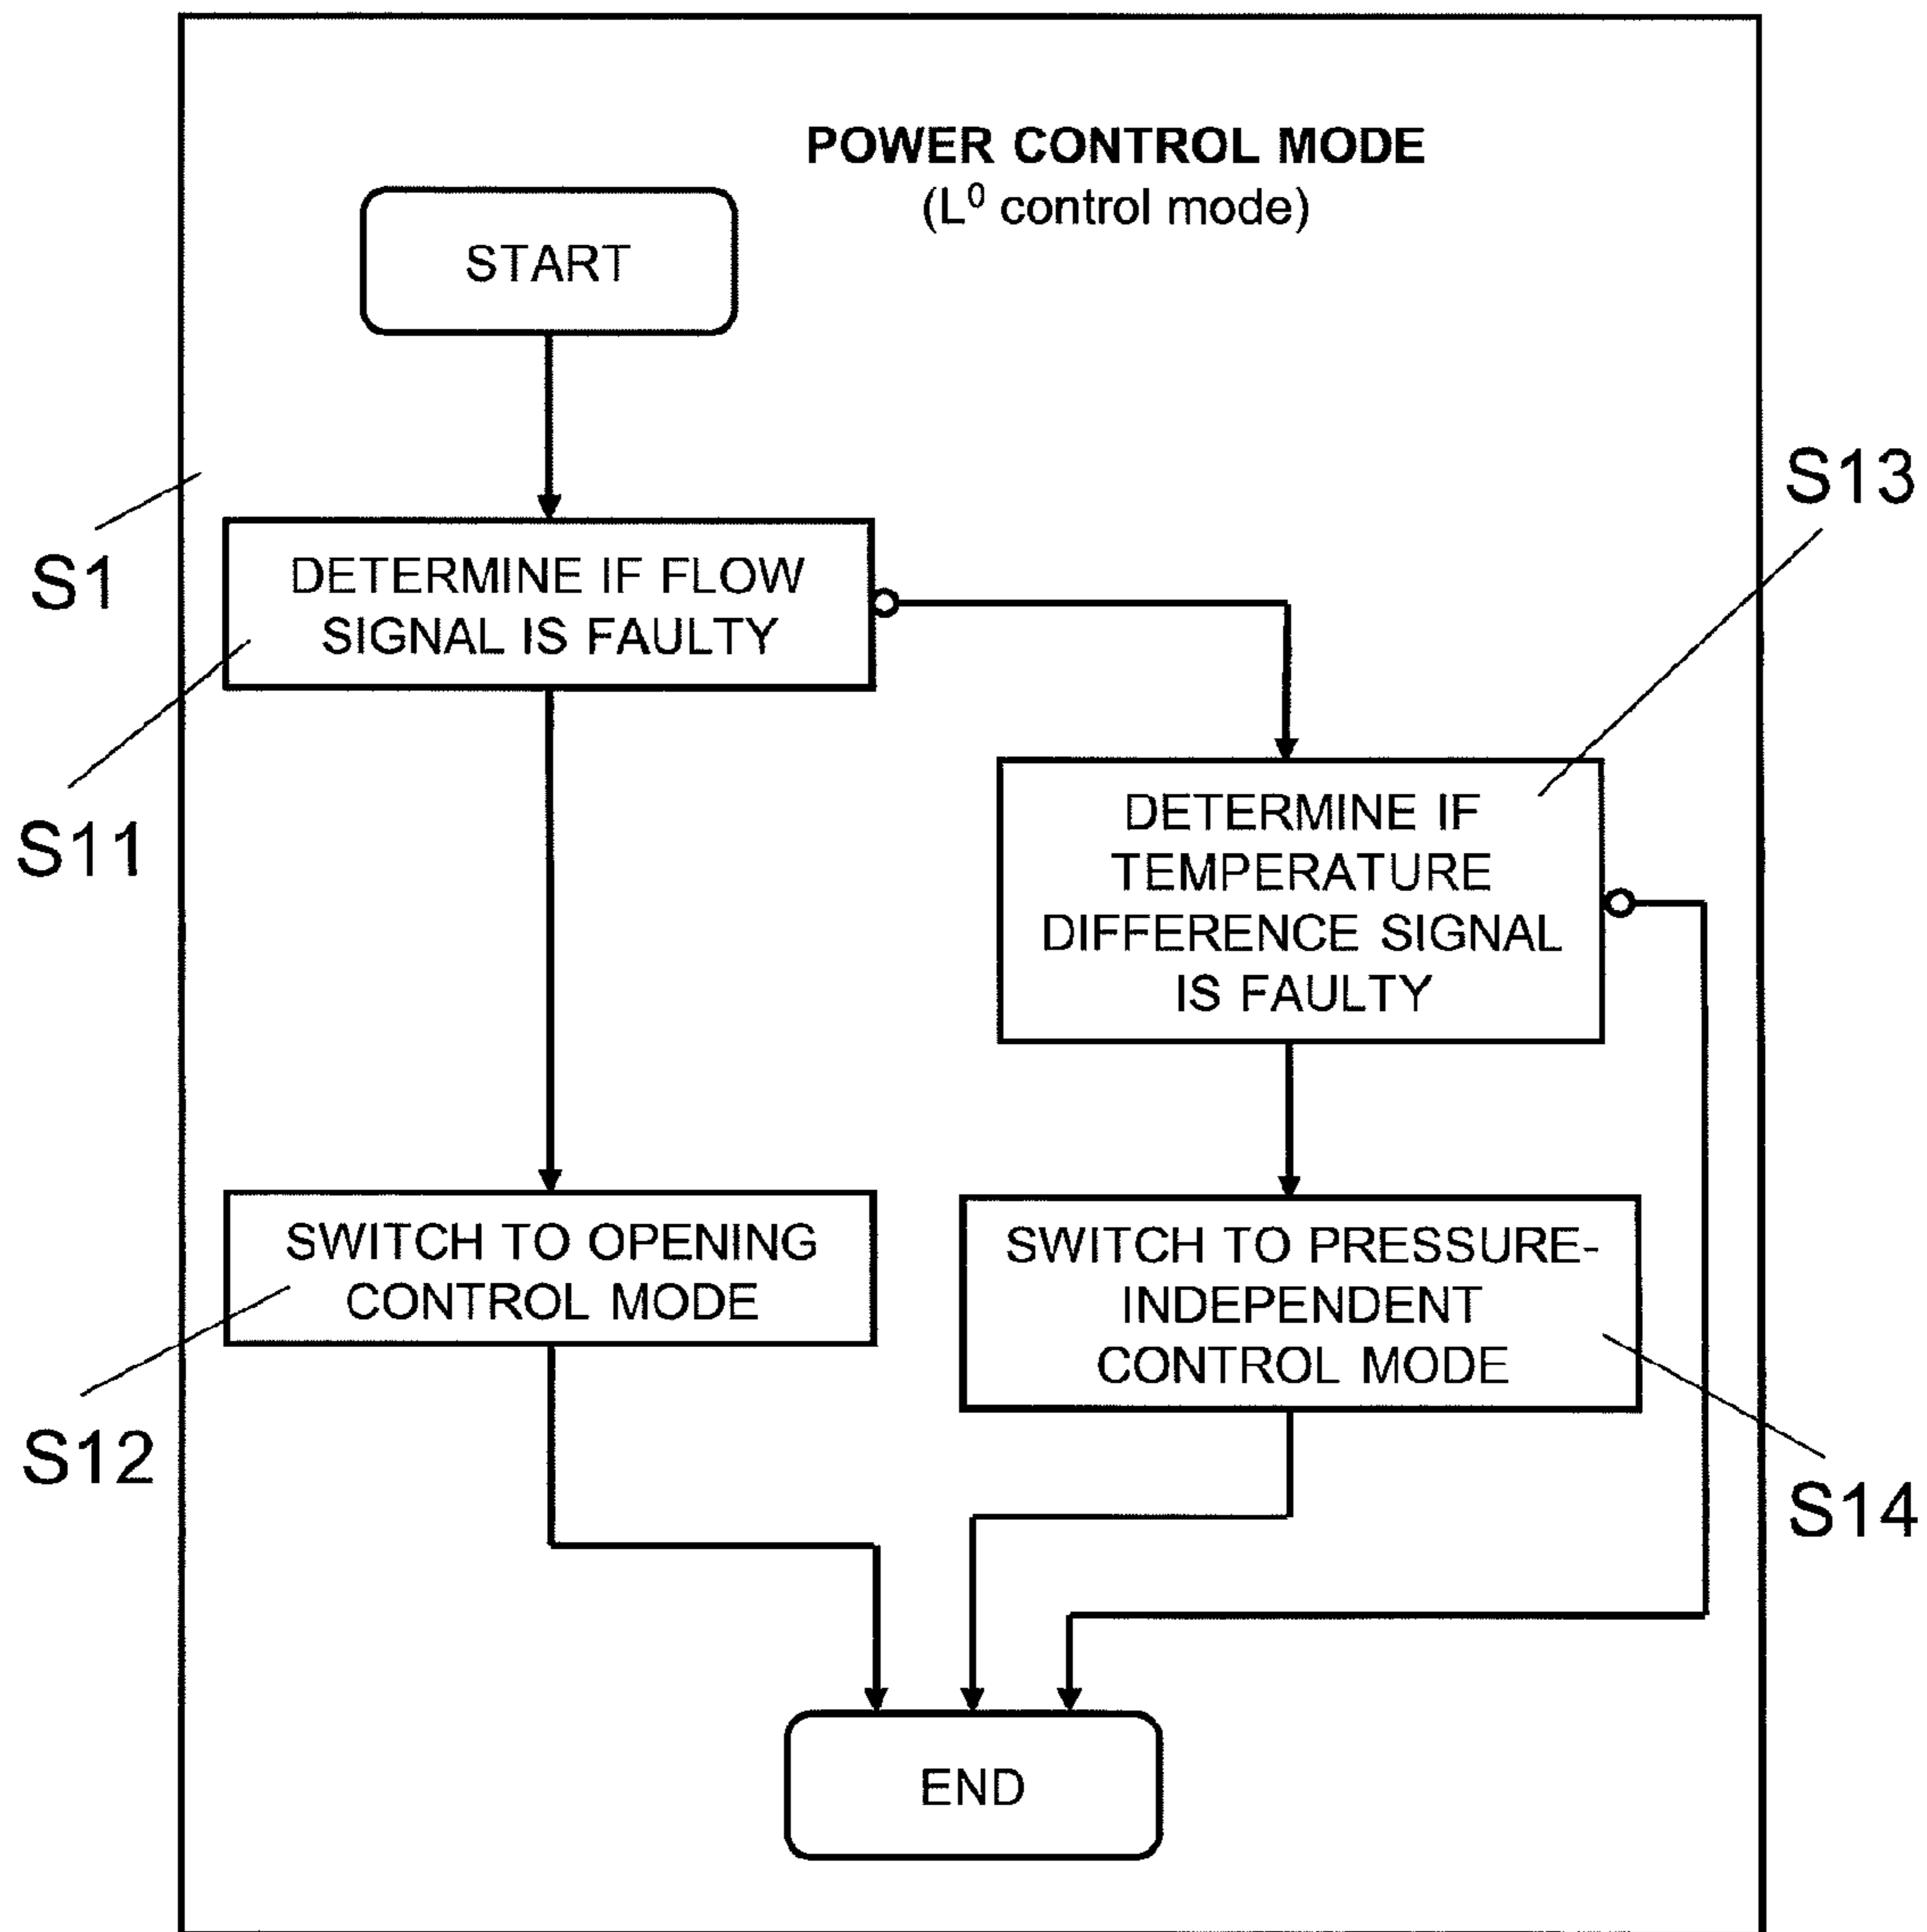 POWER CONTROL MODE
(L⁰ control mode)
START
S13
S1
DETERMINE IF FLOW
SIGNAL IS FAULTY
S11
DETERMINE IF
TEMPERATURE
DIFFERENCE SIGNAL
IS FAULTY
SWITCH TO OPENING
CONTROL MODE
SWITCH TO PRESSURE-
INDEPENDENT
CONTROL MODE
S12
S14
END